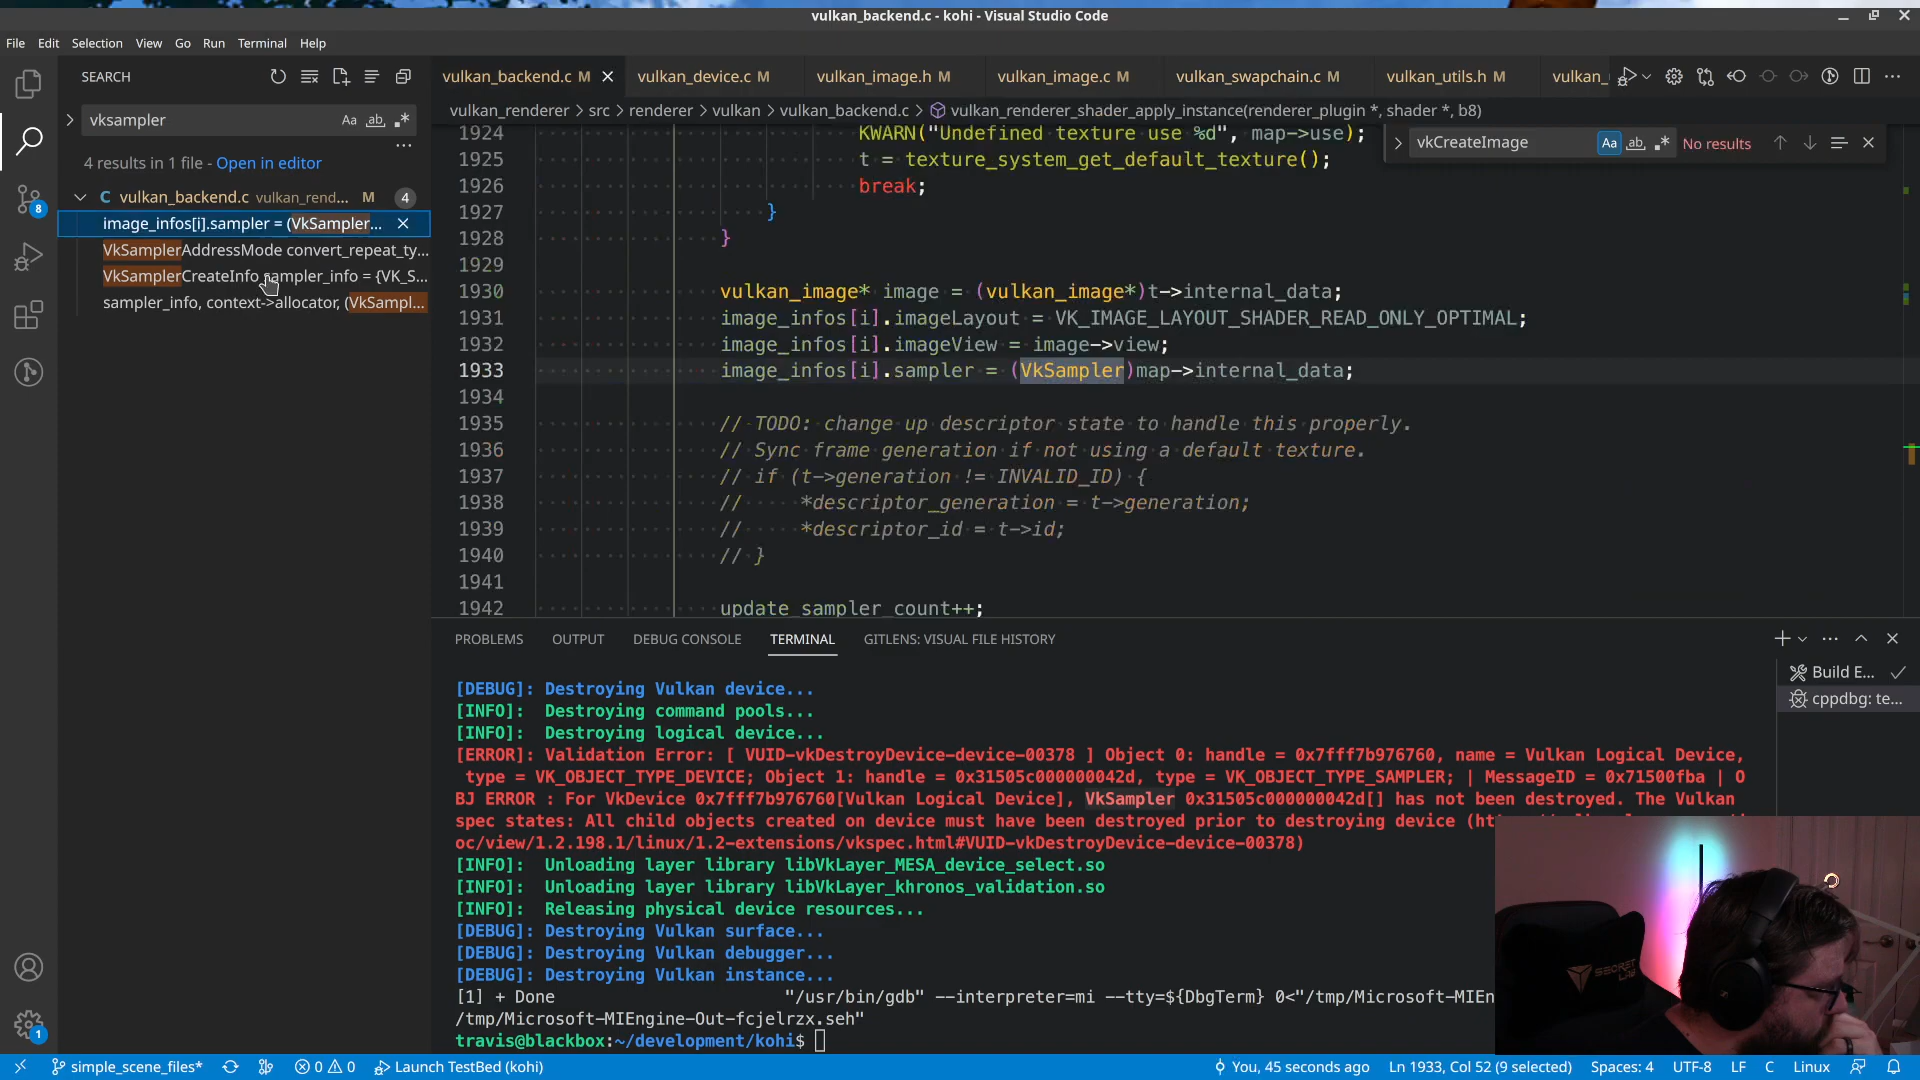 vulkan_backend.c - kohi - Visual Studio Code
File Edit Selection View Go Run Terminal Help
SEARCH
vulkan_backend.c M vulkan_device.c M vulkan_image.h M vulkan_image.c M vulkan_swapchain.c M vulkan_utils.h M vulkan_
vksampler Aa ab .*
4 results in 1 file - Open in editor
C vulkan_backend.c vulkan_rend... M 4
image_infos[i].sampler = (VkSampler...
VkSamplerAddressMode convert_repeat_ty...
VkSamplerCreateInfo sampler_info = {VK_S...
sampler_info, context->allocator, (VkSampl...
vulkan_renderer > src > renderer > vulkan > vulkan_backend.c > vulkan_renderer_shader_apply_instance(renderer_plugin *, shader *, b8)
vkCreateImage Aa ab .* No results
1924 KWARN("Undefined texture use %d", map->use);
1925 t = texture_system_get_default_texture();
1926 break;
1927 }
1928 }
1929
1930 vulkan_image* image = (vulkan_image*)t->internal_data;
1931 image_infos[i].imageLayout = VK_IMAGE_LAYOUT_SHADER_READ_ONLY_OPTIMAL;
1932 image_infos[i].imageView = image->view;
1933 image_infos[i].sampler = (VkSampler)map->internal_data;
1934
1935 // TODO: change up descriptor state to handle this properly.
1936 // Sync frame generation if not using a default texture.
1937 // if (t->generation != INVALID_ID) {
1938 //     *descriptor_generation = t->generation;
1939 //     *descriptor_id = t->id;
1940 // }
1941
1942 update_sampler_count++;
PROBLEMS OUTPUT DEBUG CONSOLE TERMINAL GITLENS: VISUAL FILE HISTORY
Build E...
cppdbg: te...
[DEBUG]: Destroying Vulkan device...
[INFO]: Destroying command pools...
[INFO]: Destroying logical device...
[ERROR]: Validation Error: [ VUID-vkDestroyDevice-device-00378 ] Object 0: handle = 0x7fff7b976760, name = Vulkan Logical Device,
type = VK_OBJECT_TYPE_DEVICE; Object 1: handle = 0x31505c000000042d, type = VK_OBJECT_TYPE_SAMPLER; | MessageID = 0x71500fba | O
BJ ERROR : For VkDevice 0x7fff7b976760[Vulkan Logical Device], VkSampler 0x31505c000000042d[] has not been destroyed. The Vulkan
spec states: All child objects created on device must have been destroyed prior to destroying device
oc/view/1.2.198.1/linux/1.2-extensions/vkspec.html#VUID-vkDestroyDevice-device-00378)
[INFO]: Unloading layer library libVkLayer_MESA_device_select.so
[INFO]: Unloading layer library libVkLayer_khronos_validation.so
[INFO]: Releasing physical device resources...
[DEBUG]: Destroying Vulkan surface...
[DEBUG]: Destroying Vulkan debugger...
[DEBUG]: Destroying Vulkan instance...
[1] + Done "/usr/bin/gdb" --interpreter=mi --tty=${DbgTerm} 0<"/tmp/Microsoft-MIEn
/tmp/Microsoft-MIEngine-Out-fcjelrzx.seh"
travis@blackbox:~/development/kohi$
SECRET LAB
8
1
simple_scene_files* 0 0 Launch TestBed (kohi) You, 45 seconds ago Ln 1933, Col 52 (9 selected) Spaces: 4 UTF-8 LF C Linux